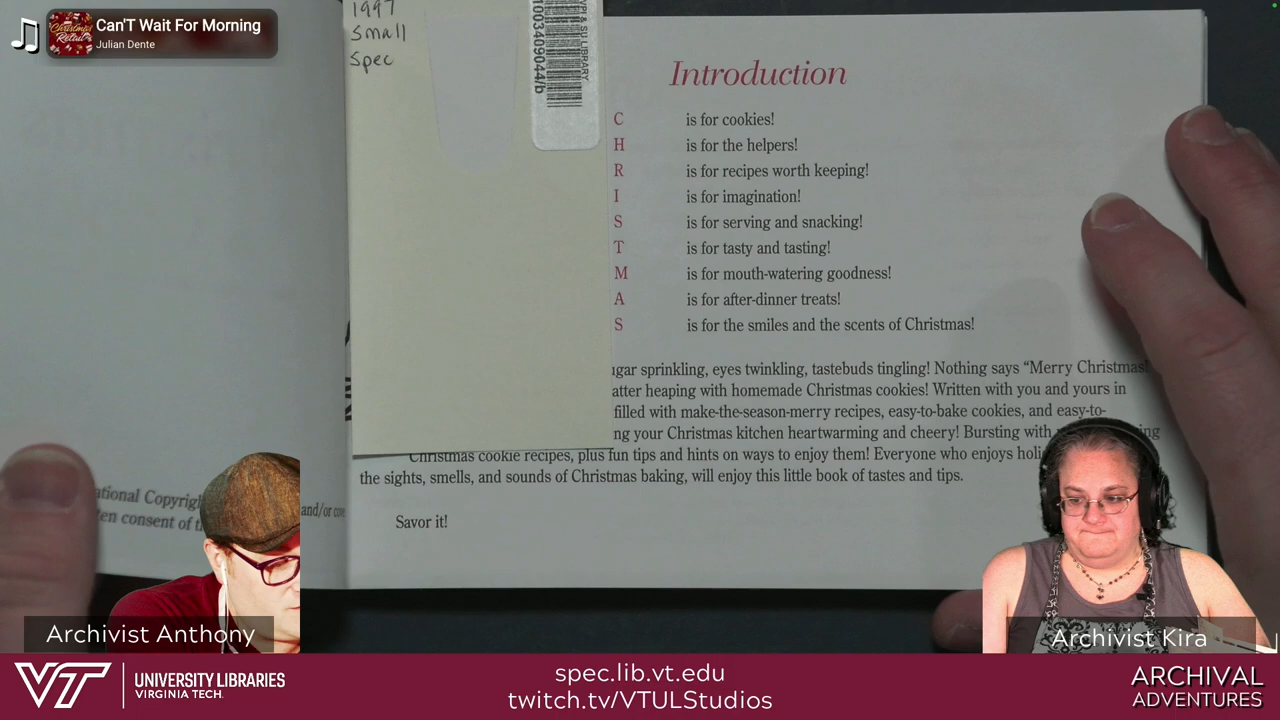 Can'T Wait For Morning
Julian Dente
Christmas
Retail
1997
Small
Spec
VPI & SU LIBRARY
1003409044/b
Introduction
C is for cookies!
H is for the helpers!
R is for recipes worth keeping!
I is for imagination!
S is for serving and snacking!
T is for tasty and tasting!
M is for mouth-watering goodness!
A is for after-dinner treats!
S is for the smiles and the scents of Christmas!
gar sprinkling, eyes twinkling, tastebuds tingling! Nothing says “Merry Christmas!
atter heaping with homemade Christmas cookies! Written with you and yours in
filled with make-the-season-merry recipes, easy-to-bake cookies, and easy-to-
ng your Christmas kitchen heartwarming and cheery! Bursting with
Christmas cookie recipes, plus fun tips and hints on ways to enjoy them! Everyone who enjoys
the sights, smells, and sounds of Christmas baking, will enjoy this little book of tastes and tips.
Savor it!
ational Copyrig
ten consent of and/or
Archivist Anthony
Archivist Kira
VT UNIVERSITY LIBRARIES
VIRGINIA TECH
spec.lib.vt.edu
twitch.tv/VTULStudios
ARCHIVAL
ADVENTURES